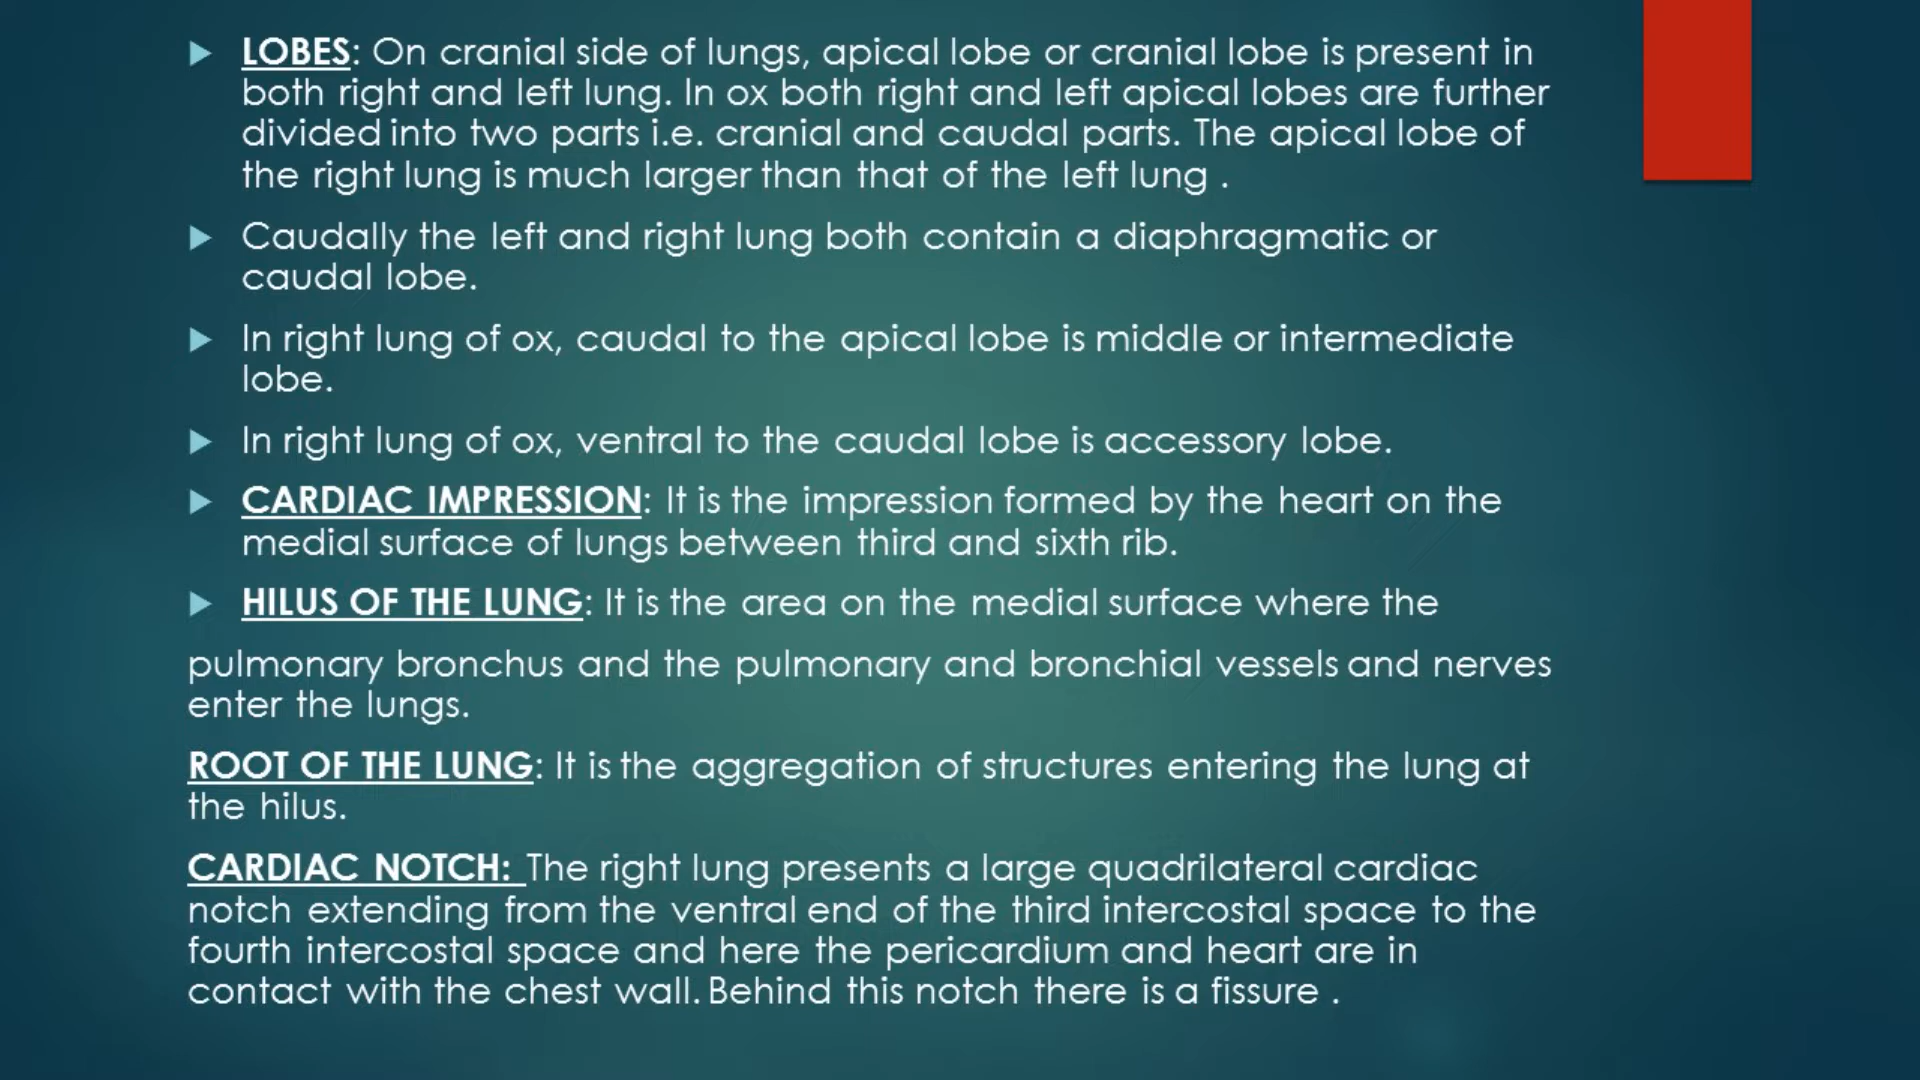 LOBES: On cranial side of lungs, apical lobe or cranial lobe is present in
both right and left lung. In ox both right and left apical lobes are further
divided into two parts i.e. cranial and caudal parts. The apical lobe of
the right lung is much larger than that of the left lung .
Caudally the left and right lung both contain a diaphragmatic or
caudal lobe.
In right lung of ox, caudal to the apical lobe is middle or intermediate
lobe.
In right lung of ox, ventral to the caudal lobe is accessory lobe.
CARDIAC IMPRESSION: It is the impression formed by the heart on the
medial surface of lungs between third and sixth rib.
HILUS OF THE LUNG: It is the area on the medial surface where the
pulmonary bronchus and the pulmonary and bronchial vessels and nerves
enter the lungs.
ROOT OF THE LUNG: It is the aggregation of structures entering the lung at
the hilus.
CARDIAC NOTCH: The right lung presents a large quadrilateral cardiac
notch extending from the ventral end of the third intercostal space to the
fourth intercostal space and here the pericardium and heart are in
contact with the chest wall. Behind this notch there is a fissure .